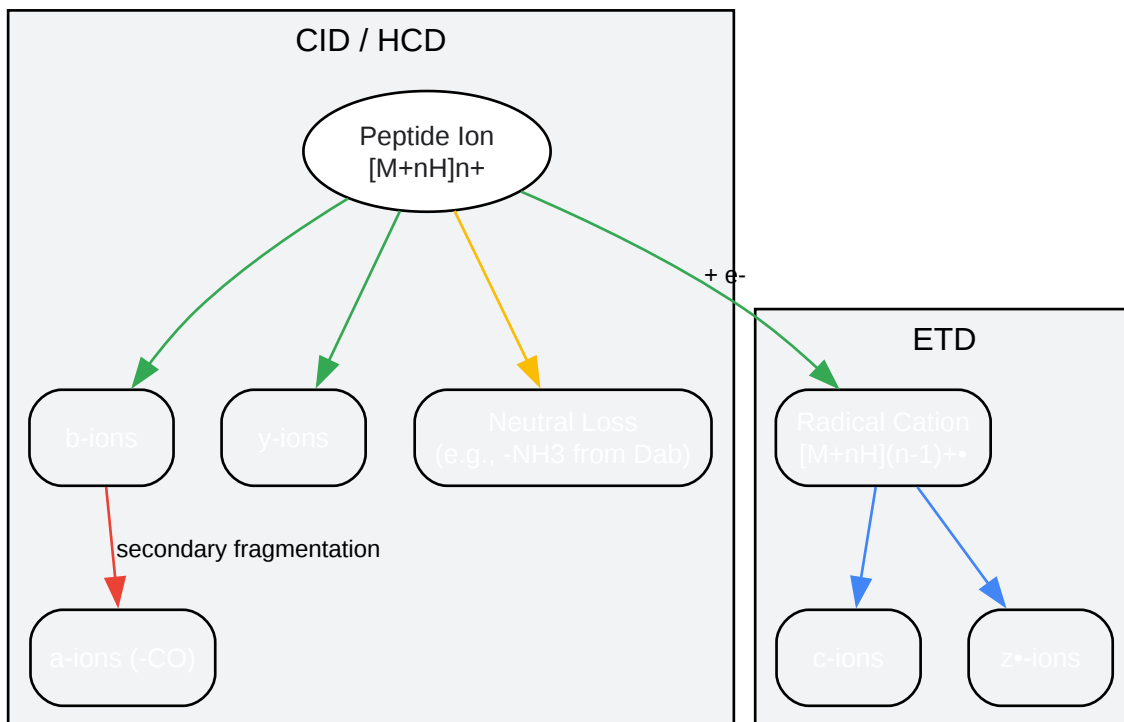 CID / HCD
Peptide Ion
[M+nH]n+
+ e-
ETD
b-ions
y-ions
Neutral Loss
(e.g., -NH3 from Dab)
Radical Cation
[M+nH](n-1)+•
secondary fragmentation
a-ions (-CO)
c-ions
z•-ions